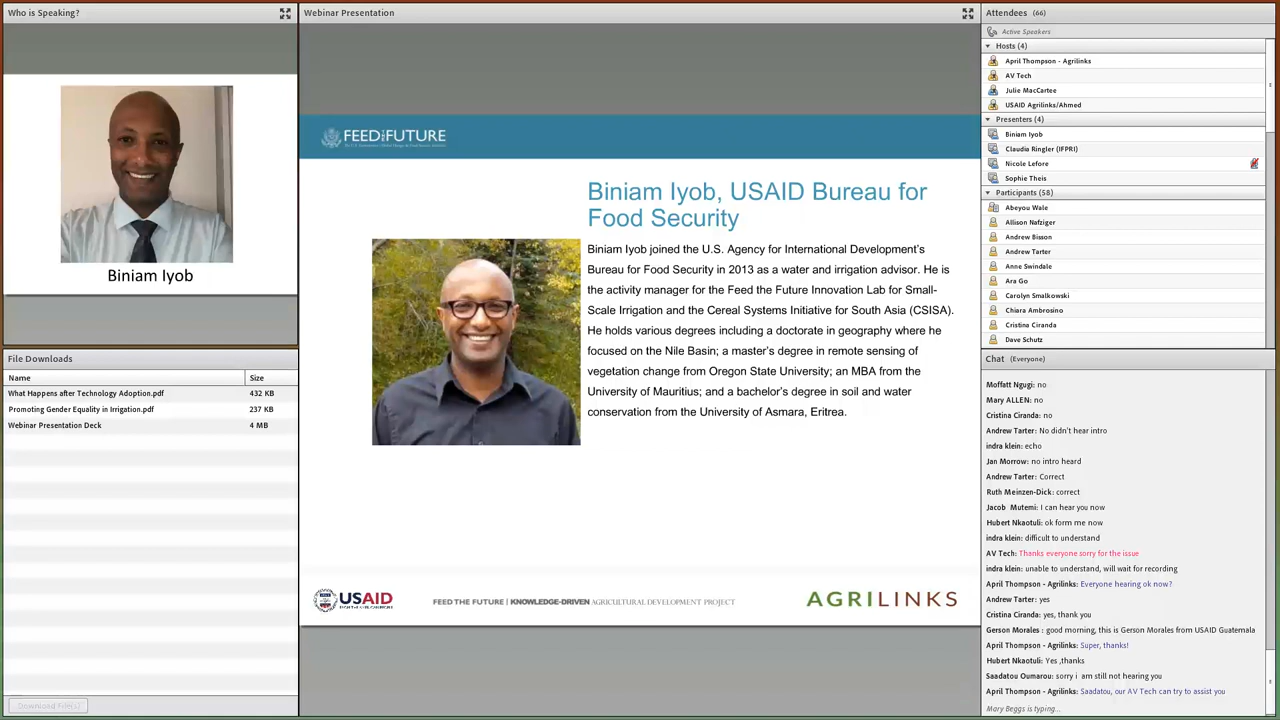 Who is Speaking?
Biniam Iyob
File Downloads
Name Size
What Happens after Technology Adoption.pdf 432 KB
Promoting Gender Equality in Irrigation.pdf 237 KB
Webinar Presentation Deck 4 MB
Download File(s)
Webinar Presentation
FEED THE FUTURE
Biniam Iyob, USAID Bureau for
Food Security
Biniam Iyob joined the U.S. Agency for International Development's
Bureau for Food Security in 2013 as a water and irrigation advisor. He is
the activity manager for the Feed the Future Innovation Lab for Small-
Scale Irrigation and the Cereal Systems Initiative for South Asia (CSISA).
He holds various degrees including a doctorate in geography where he
focused on the Nile Basin; a master's degree in remote sensing of
vegetation change from Oregon State University; an MBA from the
University of Mauritius; and a bachelor's degree in soil and water
conservation from the University of Asmara, Eritrea.
USAID
FEED THE FUTURE | KNOWLEDGE-DRIVEN AGRICULTURAL DEVELOPMENT PROJECT
AGRILINKS
Attendees (66)
Active Speakers
Hosts (4)
April Thompson - Agrilinks
AV Tech
Julie MacCartee
USAID Agrilinks/Ahmed
Presenters (4)
Biniam Iyob
Claudia Ringler (IFPRI)
Nicole Lefore
Sophie Theis
Participants (58)
Abeyou Wale
Allison Nafziger
Andrew Bisson
Andrew Tarter
Anne Swindale
Ara Go
Carolyn Smalkowski
Chiara Ambrosino
Cristina Ciranda
Dave Schutz
Chat (Everyone)
Moffatt Ngugi: no
Mary ALLEN: no
Cristina Ciranda: no
Andrew Tarter: No didn't hear intro
indra klein: echo
Jan Morrow: no intro heard
Andrew Tarter: Correct
Ruth Meinzen-Dick: correct
Jacob Mutemi: I can hear you now
Hubert Nkaotuli: ok form me now
indra klein: difficult to understand
AV Tech: Thanks everyone sorry for the issue
indra klein: unable to understand, will wait for recording
April Thompson - Agrilinks: Everyone hearing ok now?
Andrew Tarter: yes
Cristina Ciranda: yes, thank you
Gerson Morales : good morning, this is Gerson Morales from USAID Guatemala
April Thompson - Agrilinks: Super, thanks!
Hubert Nkaotuli: Yes ,thanks
Saadatou Oumarou: sorry i am still not hearing you
April Thompson - Agrilinks: Saadatou, our AV Tech can try to assist you
Mary Beggs is typing...